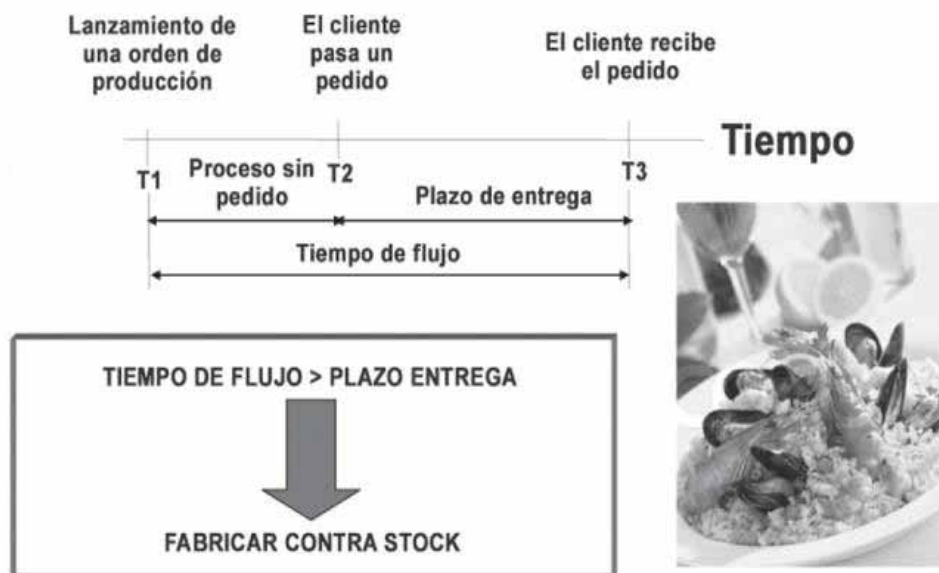 Lanzamiento de
una orden de
producción
El cliente
pasa un
pedido
El cliente recibe
el pedido
Tiempo
T1
Proceso sin
pedido
T2
Plazo de entrega
T3
Tiempo de flujo
TIEMPO DE FLUJO > PLAZO ENTREGA
FABRICAR CONTRA STOCK